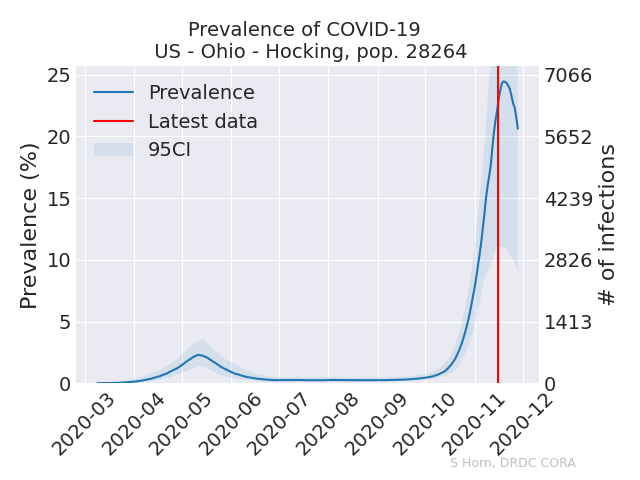 Prevalence of COVID-19
US - Ohio - Hocking, pop. 28264
Prevalence (%)
25
20
15
10
5
0
Prevalence
Latest data
95CI
7066
5652
4239
2826
1413
0
# of infections
2020-03
2020-04
2020-05
2020-06
2020-07
2020-08
2020-09
2020-10
2020-11
2020-12
S Horn, DRDC CORA